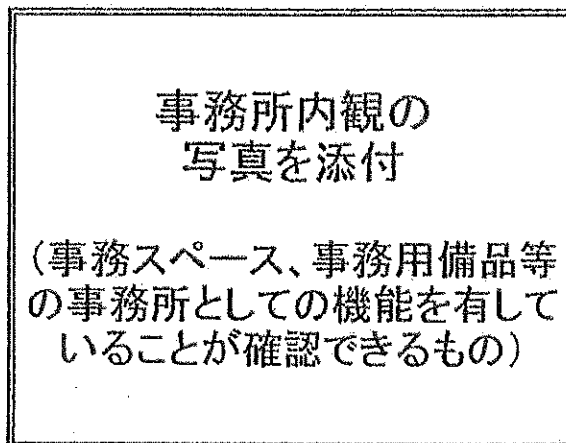 事務所内観の
写真を添付
(事務スペース、事務用備品等
の事務所としての機能を有して
いることが確認できるもの)